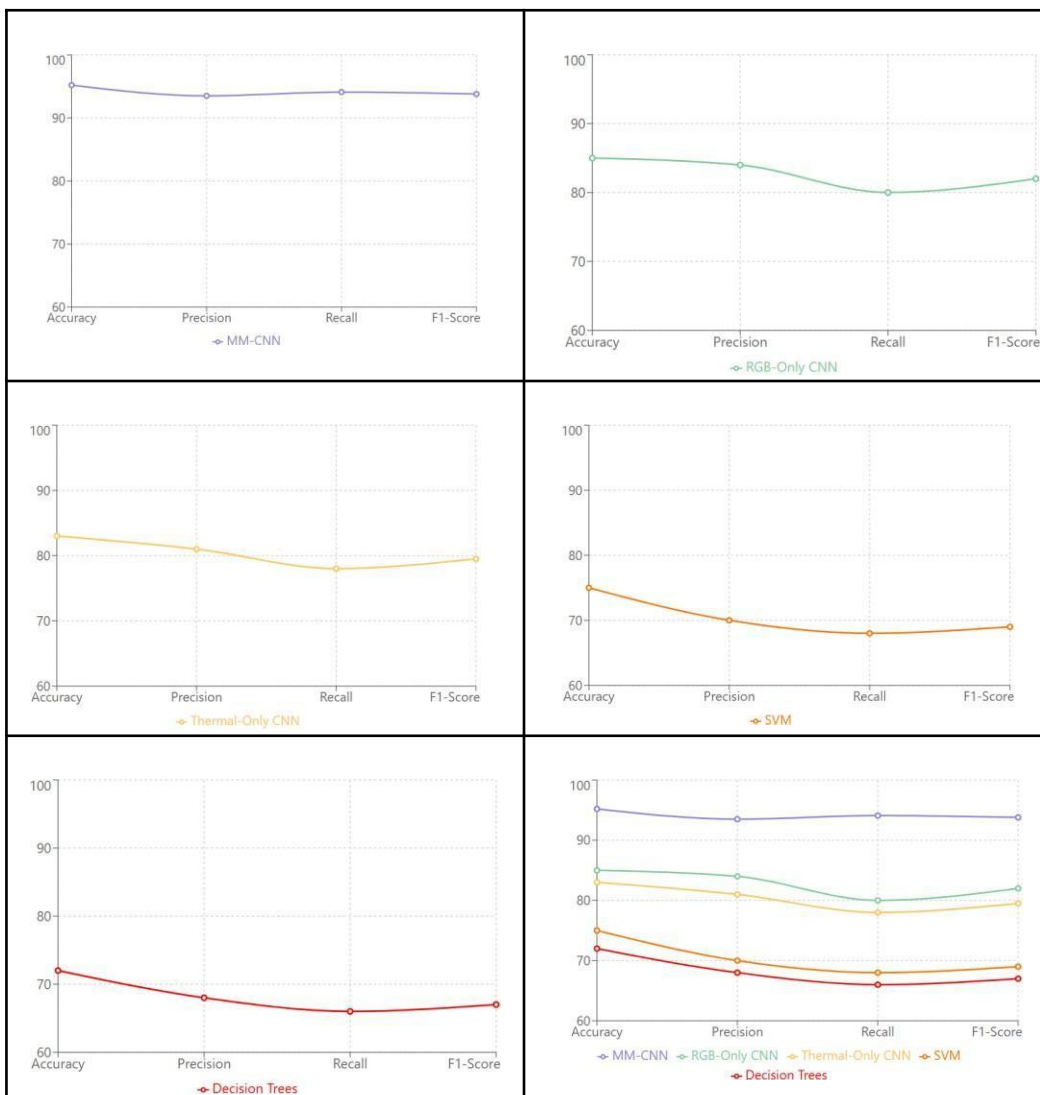 100
90
80
70
60
Accuracy Precision Recall F1-Score
MM-CNN
100
90
80
70
60
Accuracy Precision Recall F1-Score
RGB-Only CNN
100
90
80
70
60
Accuracy Precision Recall F1-Score
Thermal-Only CNN
100
90
80
70
60
Accuracy Precision Recall F1-Score
SVM
100
90
80
70
60
Accuracy Precision Recall F1-Score
Decision Trees
100
90
80
70
60
Accuracy Precision Recall F1-Score
MM-CNN RGB-Only CNN Thermal-Only CNN SVM
Decision Trees